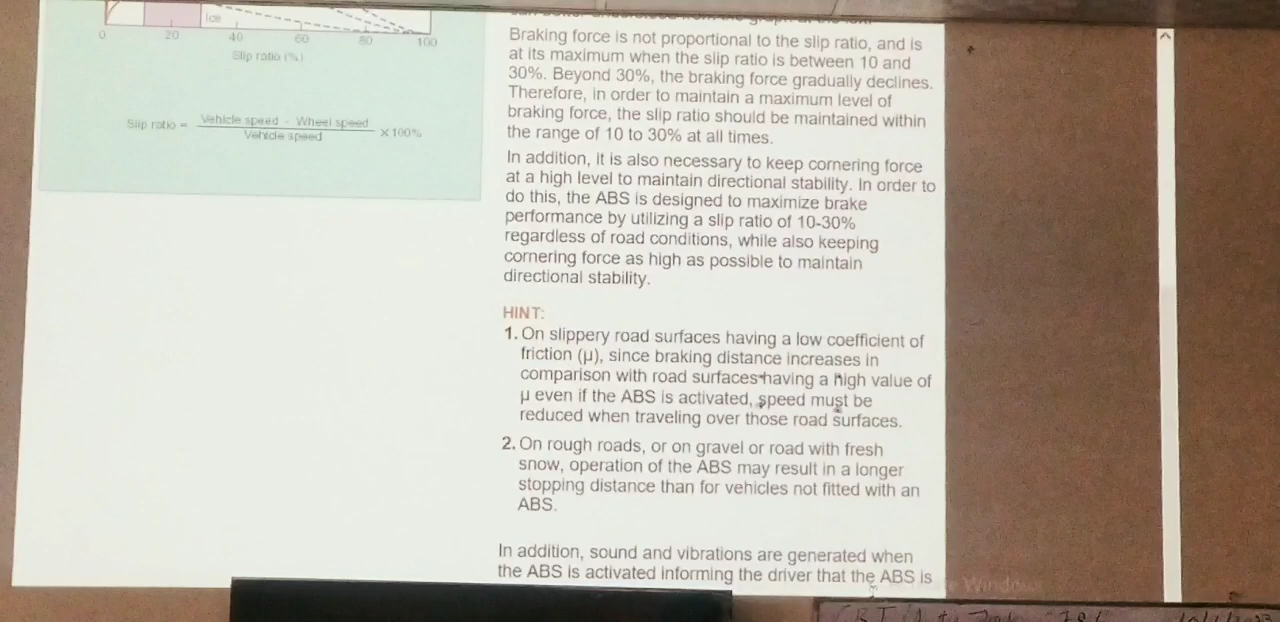 Ice
0 20 40 60 80 100
Slip ratio (%)
Slip ratio = Vehicle speed - Wheel speed
Vehicle speed
× 100%
Braking force is not proportional to the slip ratio, and is
at its maximum when the slip ratio is between 10 and
30%. Beyond 30%, the braking force gradually declines.
Therefore, in order to maintain a maximum level of
braking force, the slip ratio should be maintained within
the range of 10 to 30% at all times.
In addition, it is also necessary to keep cornering force
at a high level to maintain directional stability. In order to
do this, the ABS is designed to maximize brake
performance by utilizing a slip ratio of 10-30%
regardless of road conditions, while also keeping
cornering force as high as possible to maintain
directional stability.
HINT:
1. On slippery road surfaces having a low coefficient of
friction (μ), since braking distance increases in
comparison with road surfaces having a high value of
μ even if the ABS is activated, speed must be
reduced when traveling over those road surfaces.
2. On rough roads, or on gravel or road with fresh
snow, operation of the ABS may result in a longer
stopping distance than for vehicles not fitted with an
ABS.
In addition, sound and vibrations are generated when
the ABS is activated informing the driver that the ABS is
Windows